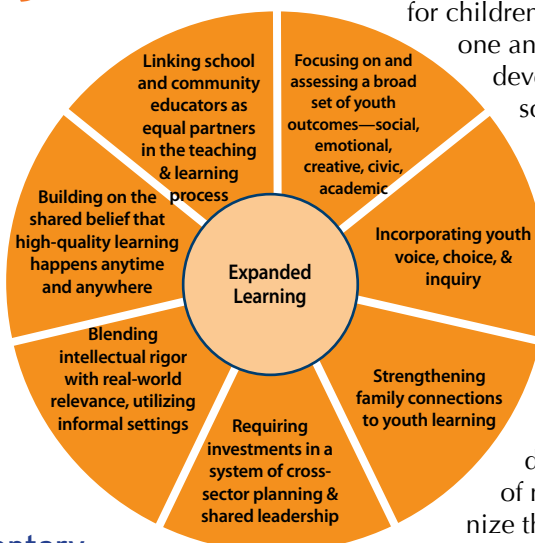 for children
one an
deve
so
Linking school
and community
educators as
equal partners
in the teaching
& learning
process
Focusing on and
assessing a broad
set of youth
outcomes—social,
emotional,
creative, civic,
academic
Incorporating youth
voice, choice, &
inquiry
Strengthening
family connections
to youth learning
Requiring
investments in a
system of cross-
sector planning &
shared leadership
Blending
intellectual rigor
with real-world
relevance, utilizing
informal settings
Building on the
shared belief that
high-quality learning
happens anytime
and anywhere
Expanded
Learning
of
nize th